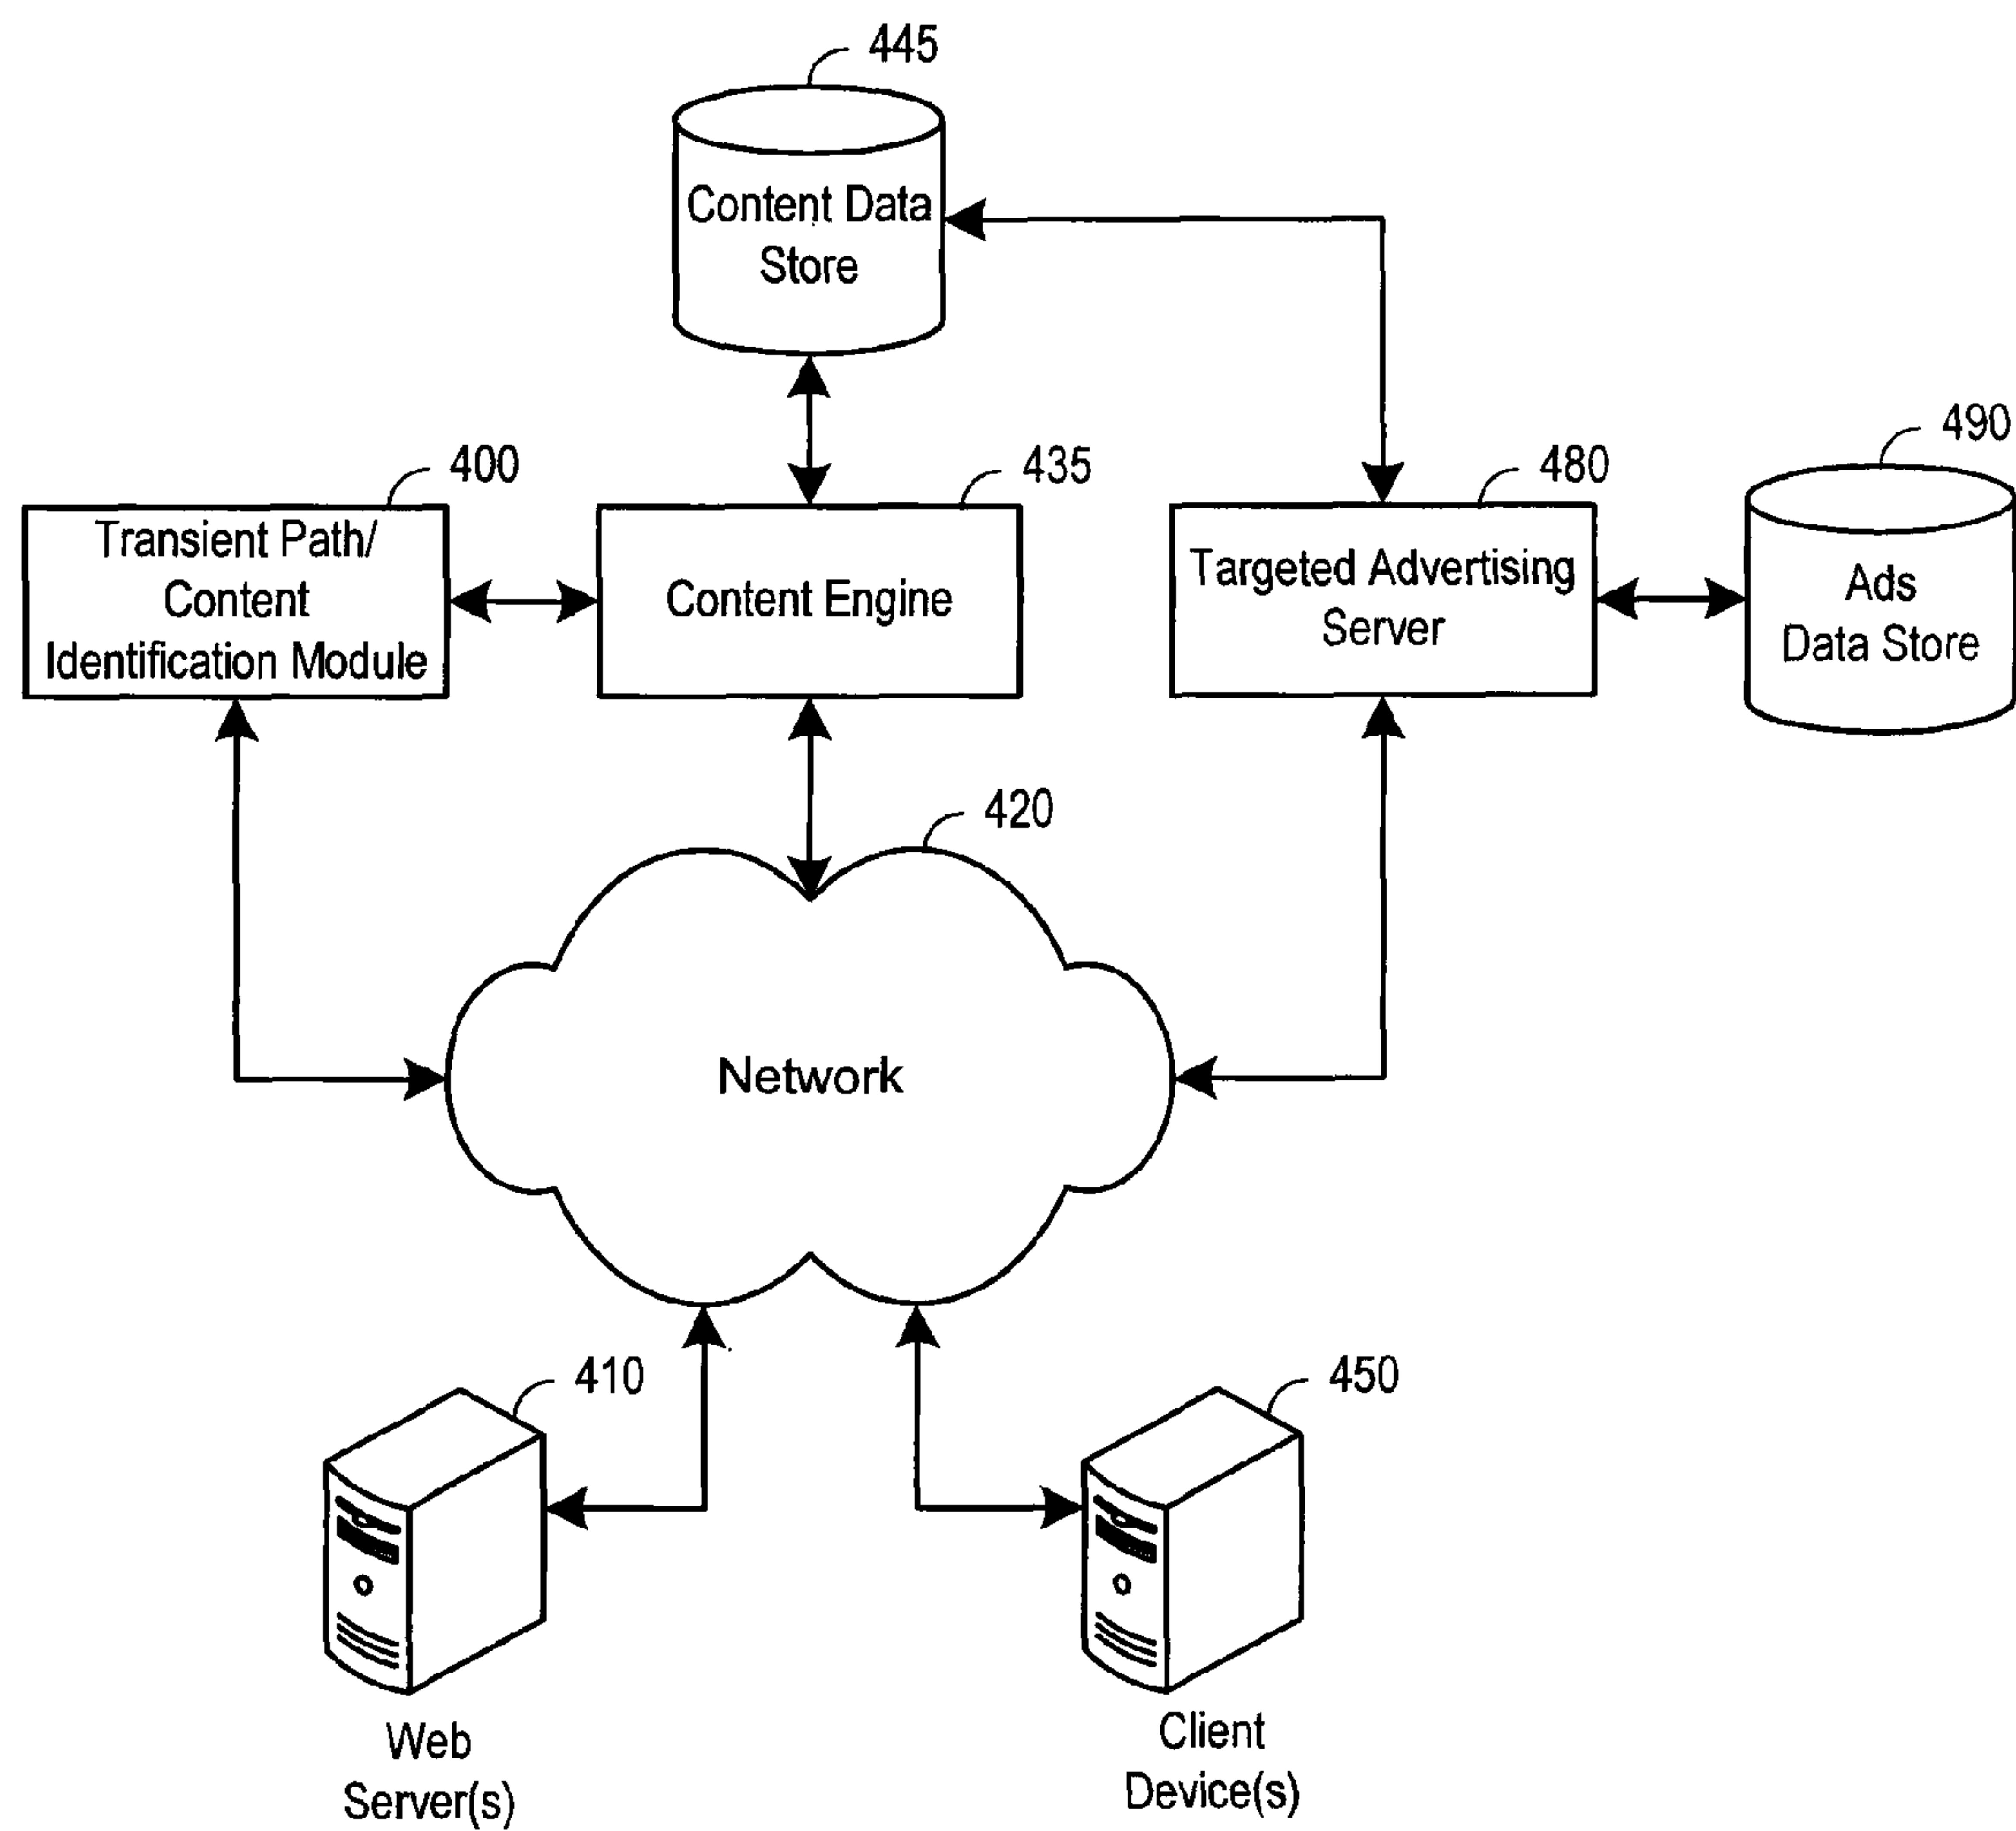 445
Content Data
Store
490
400
435
480
Transient Path/
Content
Identification Module
Content Engine
Targeted Advertising
Server
Ads
Data Store
420
Network
410
450
Web
Server(s)
Client
Device(s)